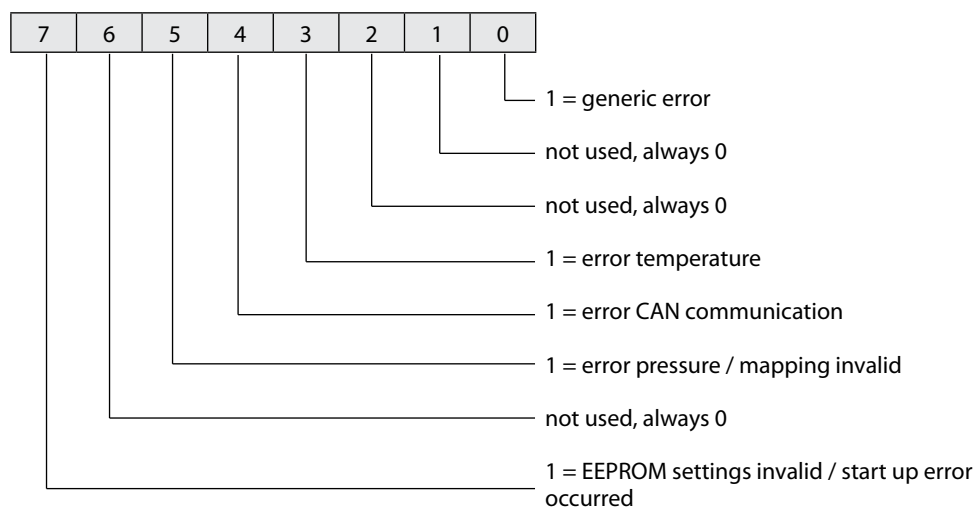 7 6 5 4 3 2 1 0
1 = generic error
not used, always 0
not used, always 0
1 = error temperature
1 = error CAN communication
1 = error pressure / mapping invalid
not used, always 0
1 = EEPROM settings invalid / start up error
occurred